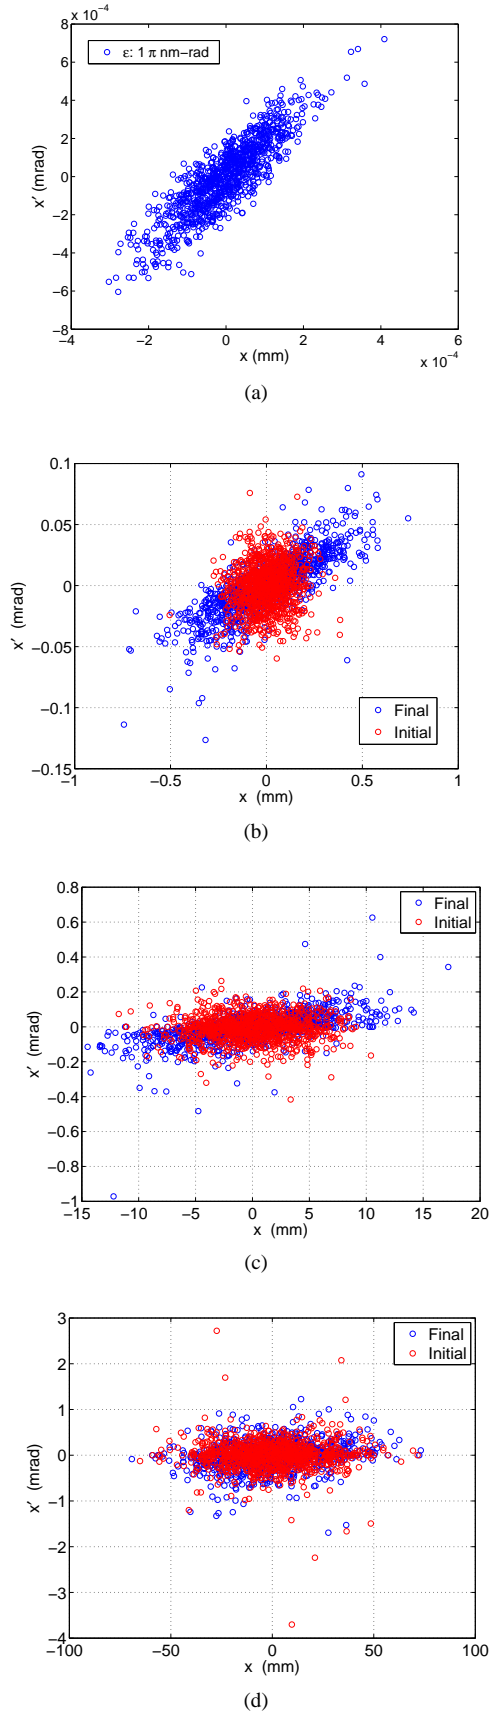 x 10⁻⁴
8
ε: 1 π nm−rad
6
4
2
0
−2
−4
−6
−8
x′ (mrad)
−4 −2 0 2 4 6
x (mm)
x 10⁻⁴
(a)
0.1
0.05
0
−0.05
−0.1
−0.15
x′ (mrad)
Final
Initial
−1 −0.5 0 0.5 1
x (mm)
(b)
0.8
0.6
0.4
0.2
0
−0.2
−0.4
−0.6
−0.8
−1
x′ (mrad)
Final
Initial
−15 −10 −5 0 5 10 15 20
x (mm)
(c)
3
2
1
0
−1
−2
−3
−4
x′ (mrad)
Final
Initial
−100 −50 0 50 100
x (mm)
(d)